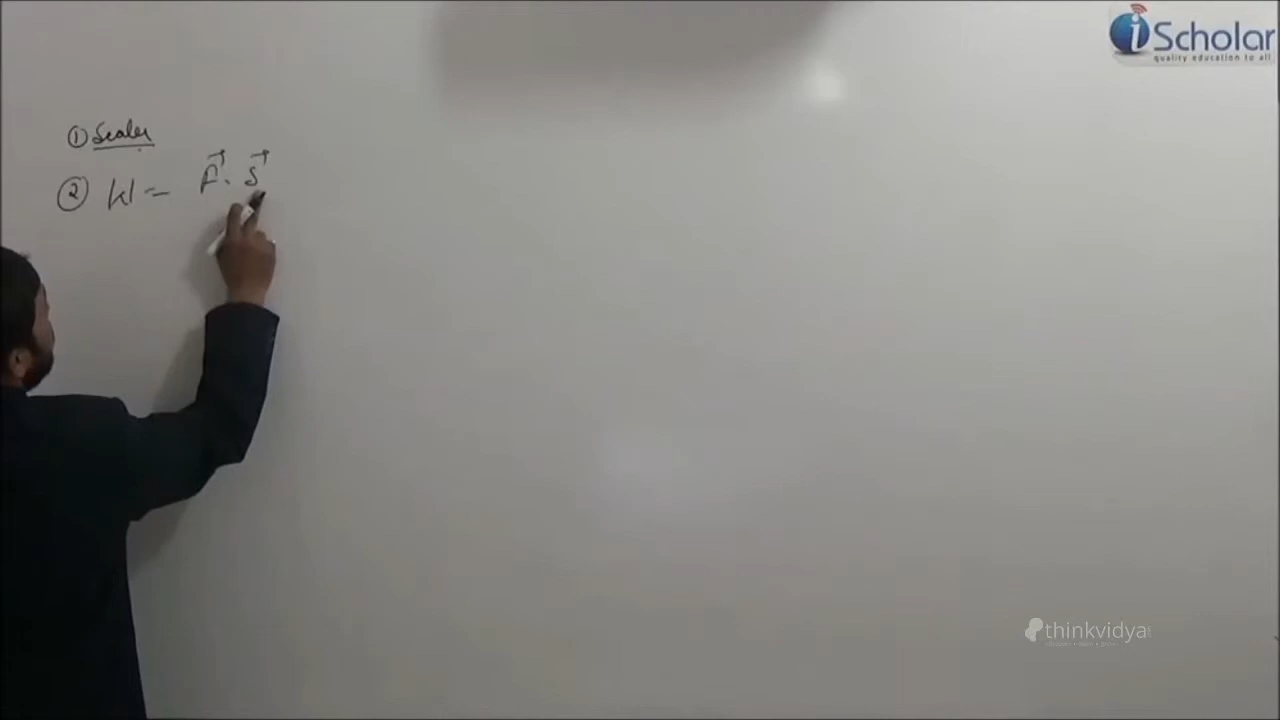 ① Scaler
② W = F⃗ . S⃗
iScholar
quality education to all
thinkvidya